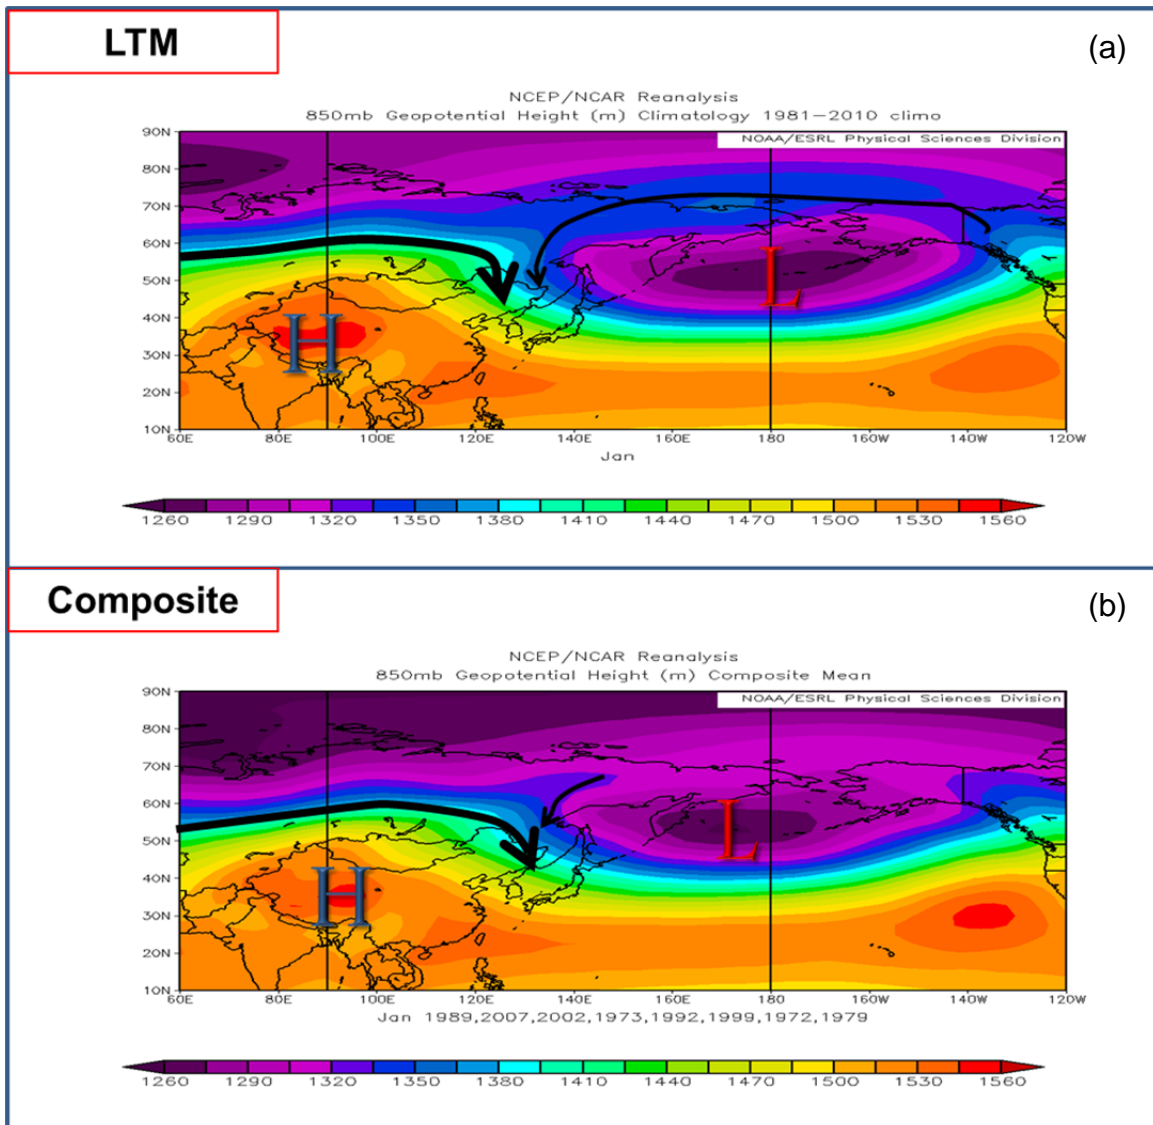 LTM
(a)
NCEP/NCAR Reanalysis
850mb Geopotential Height (m) Climatology 1981-2010 climo
NOAA/ESRL Physical Sciences Division
90N
80N
70N
60N
50N
40N
30N
20N
10N
L
H
60E 80E 100E 120E 140E 160E 180 160W 140W 120W
Jan
1260 1290 1320 1350 1380 1410 1440 1470 1500 1530 1560
Composite
(b)
NCEP/NCAR Reanalysis
850mb Geopotential Height (m) Composite Mean
NOAA/ESRL Physical Sciences Division
90N
80N
70N
60N
50N
40N
30N
20N
10N
L
H
60E 80E 100E 120E 140E 160E 180 160W 140W 120W
Jan 1989,2007,2002,1973,1992,1999,1972,1979
1260 1290 1320 1350 1380 1410 1440 1470 1500 1530 1560